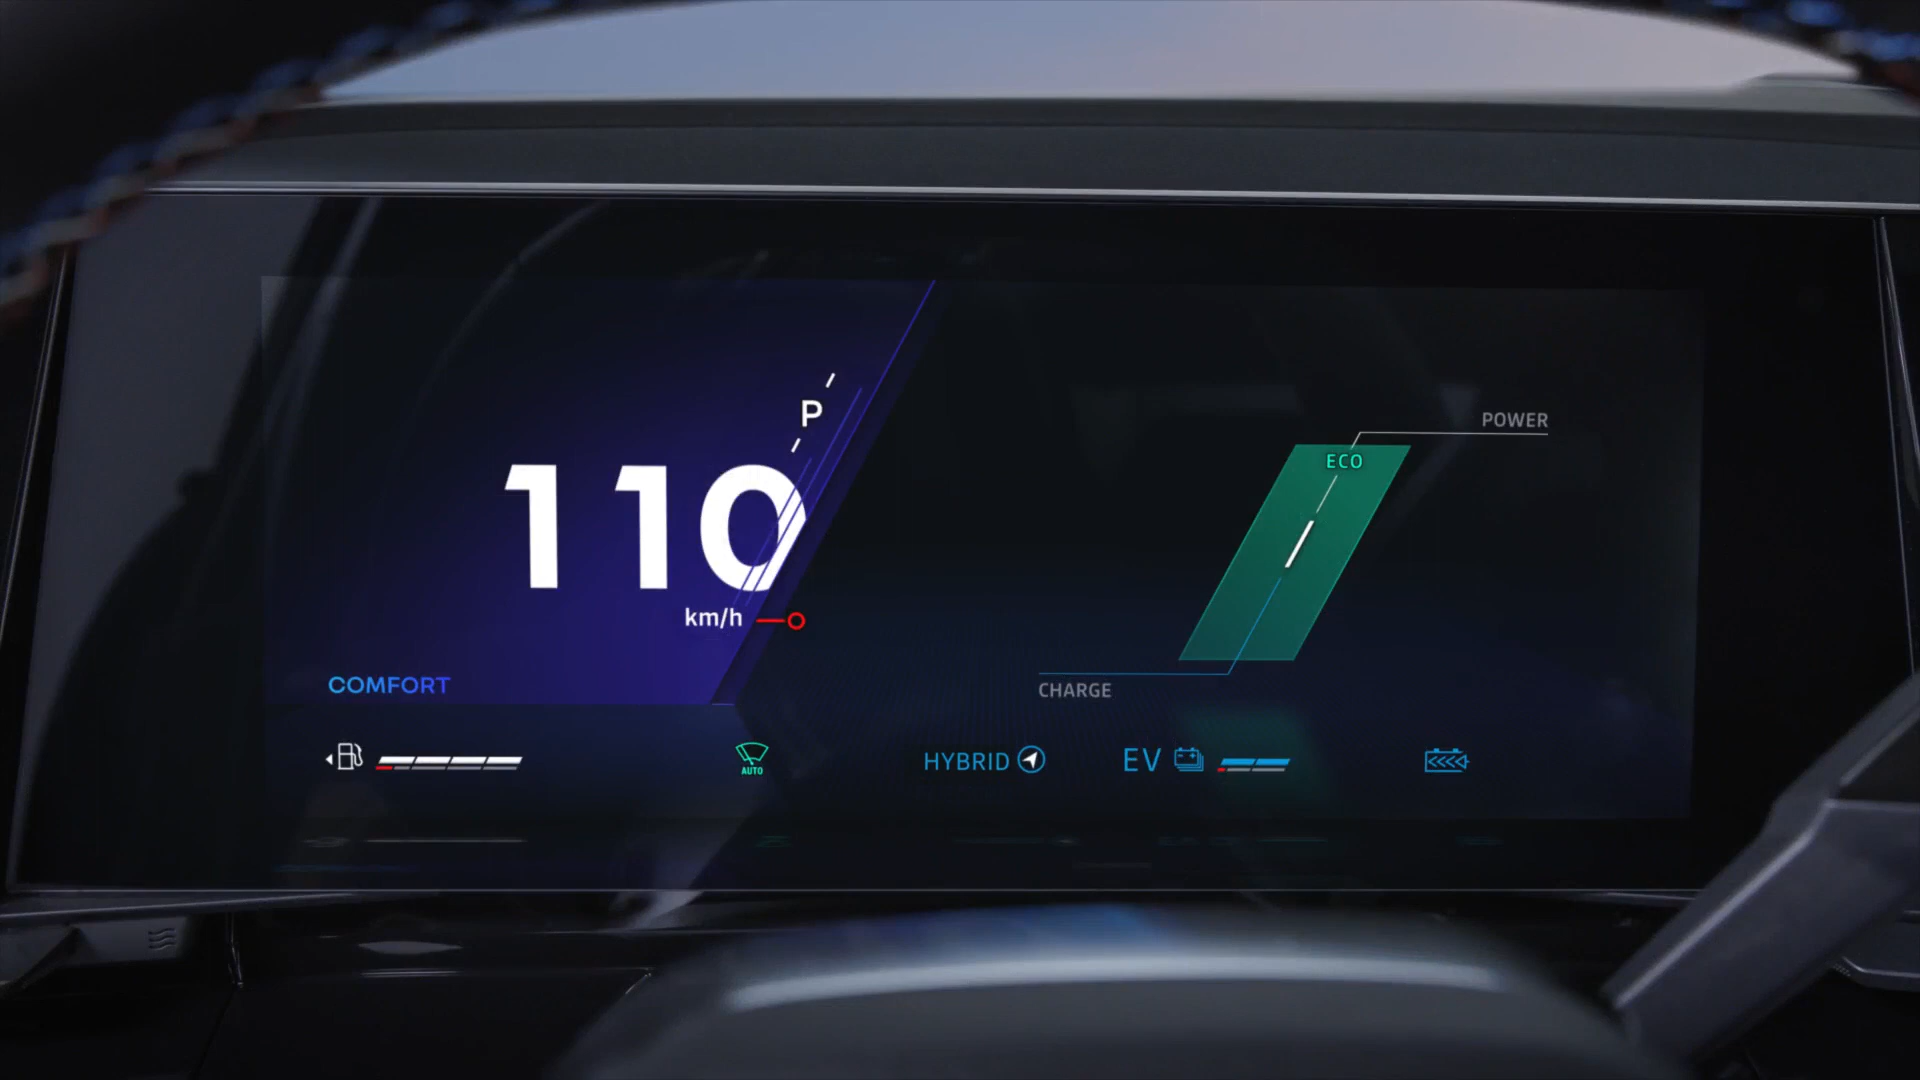 P
110
km/h
POWER
ECO
CHARGE
COMFORT
AUTO
HYBRID
EV